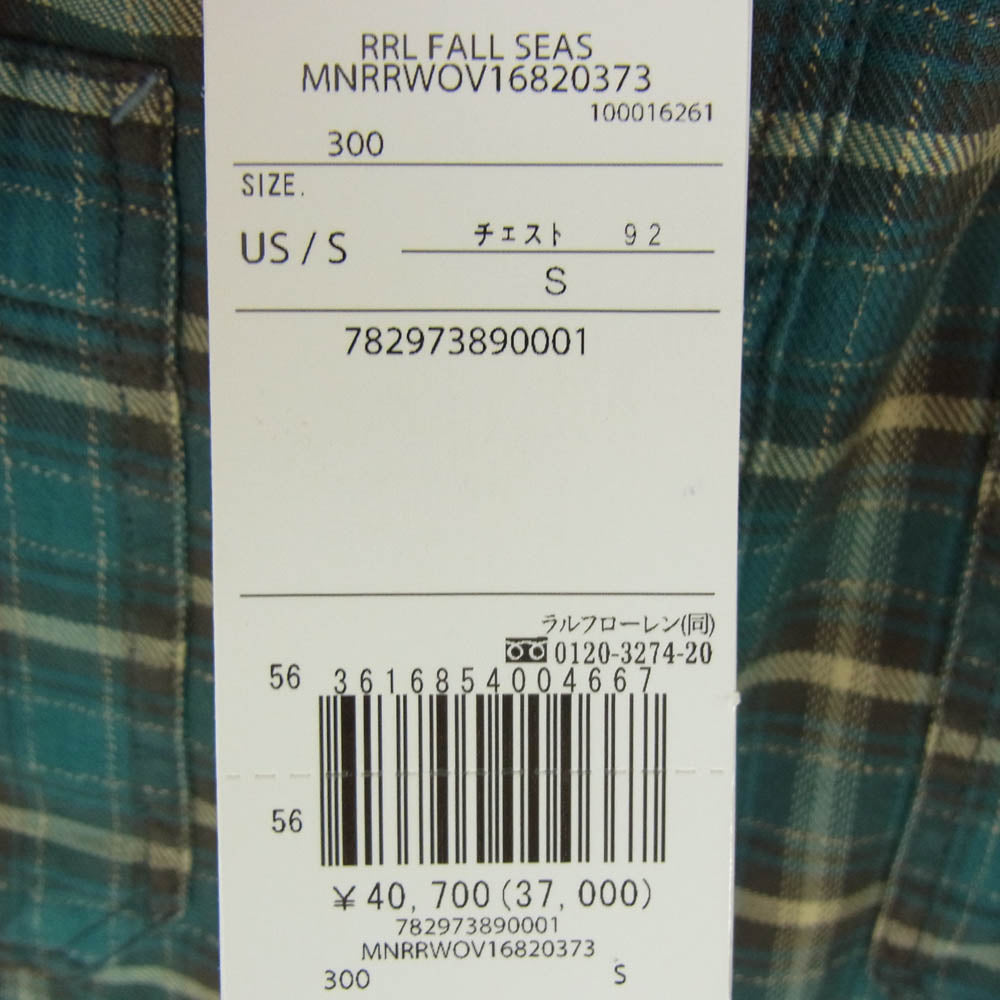 RRL FALL SEAS
MNRRWOV16820373
100016261
300
SIZE.
US / S
チェスト 92
S
782973890001
ラルフローレン(同)
0120-3274-20
56 3616854004667
56
¥ 40,700(37,000)
782973890001
MNRRWOV16820373
300 S